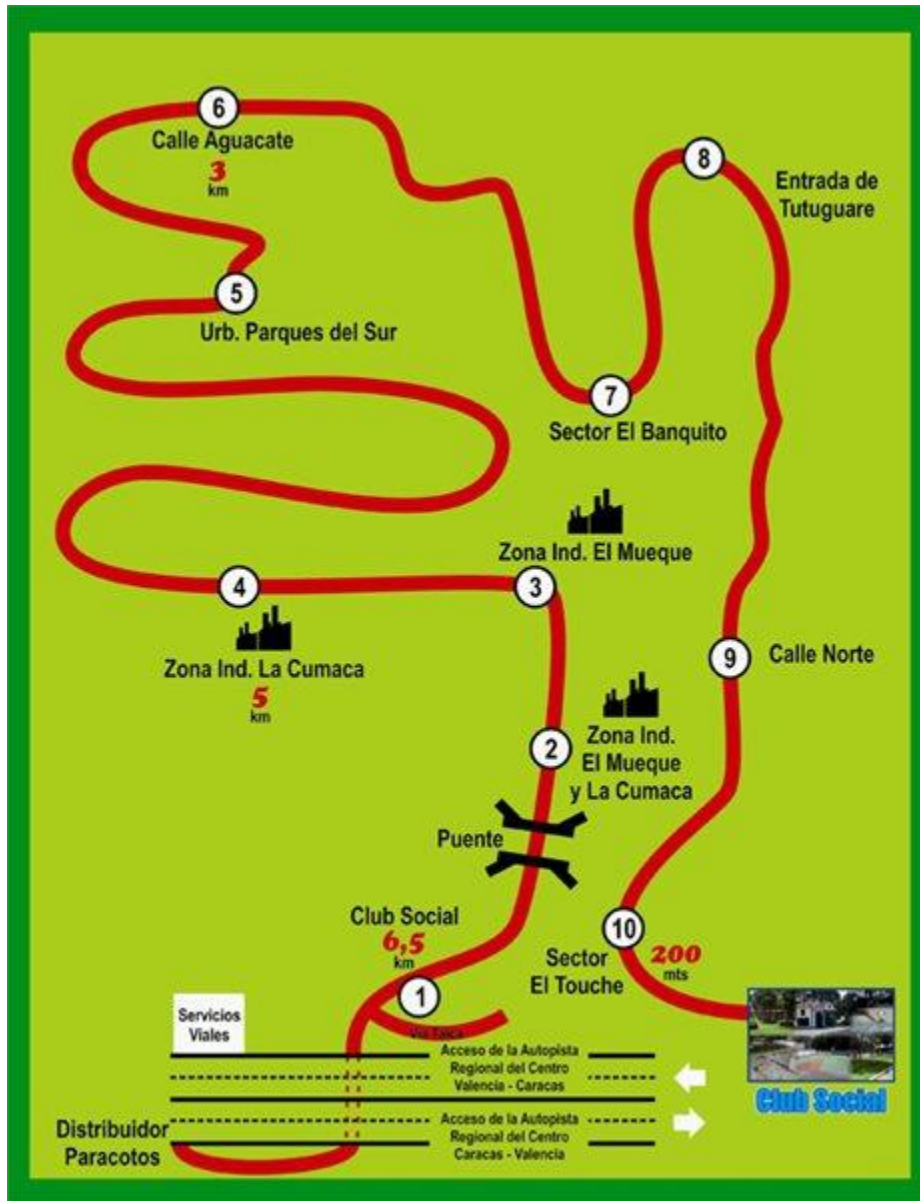 6
Calle Aguacate
3
km
8
Entrada de
Tutuguare
5
Urb. Parques del Sur
7
Sector El Banquito
Zona Ind. El Mueque
4
3
Zona Ind. La Cumaca
5
km
9
Calle Norte
2
Zona Ind.
El Mueque
y La Cumaca
Puente
Club Social
6,5
km
10
Sector
El Touche
200
mts
1
Servicios
Viales
Vía Taica
Acceso de la Autopista
Regional del Centro
Valencia - Caracas
Club Social
Distribuidor
Paracotos
Acceso de la Autopista
Regional del Centro
Caracas - Valencia